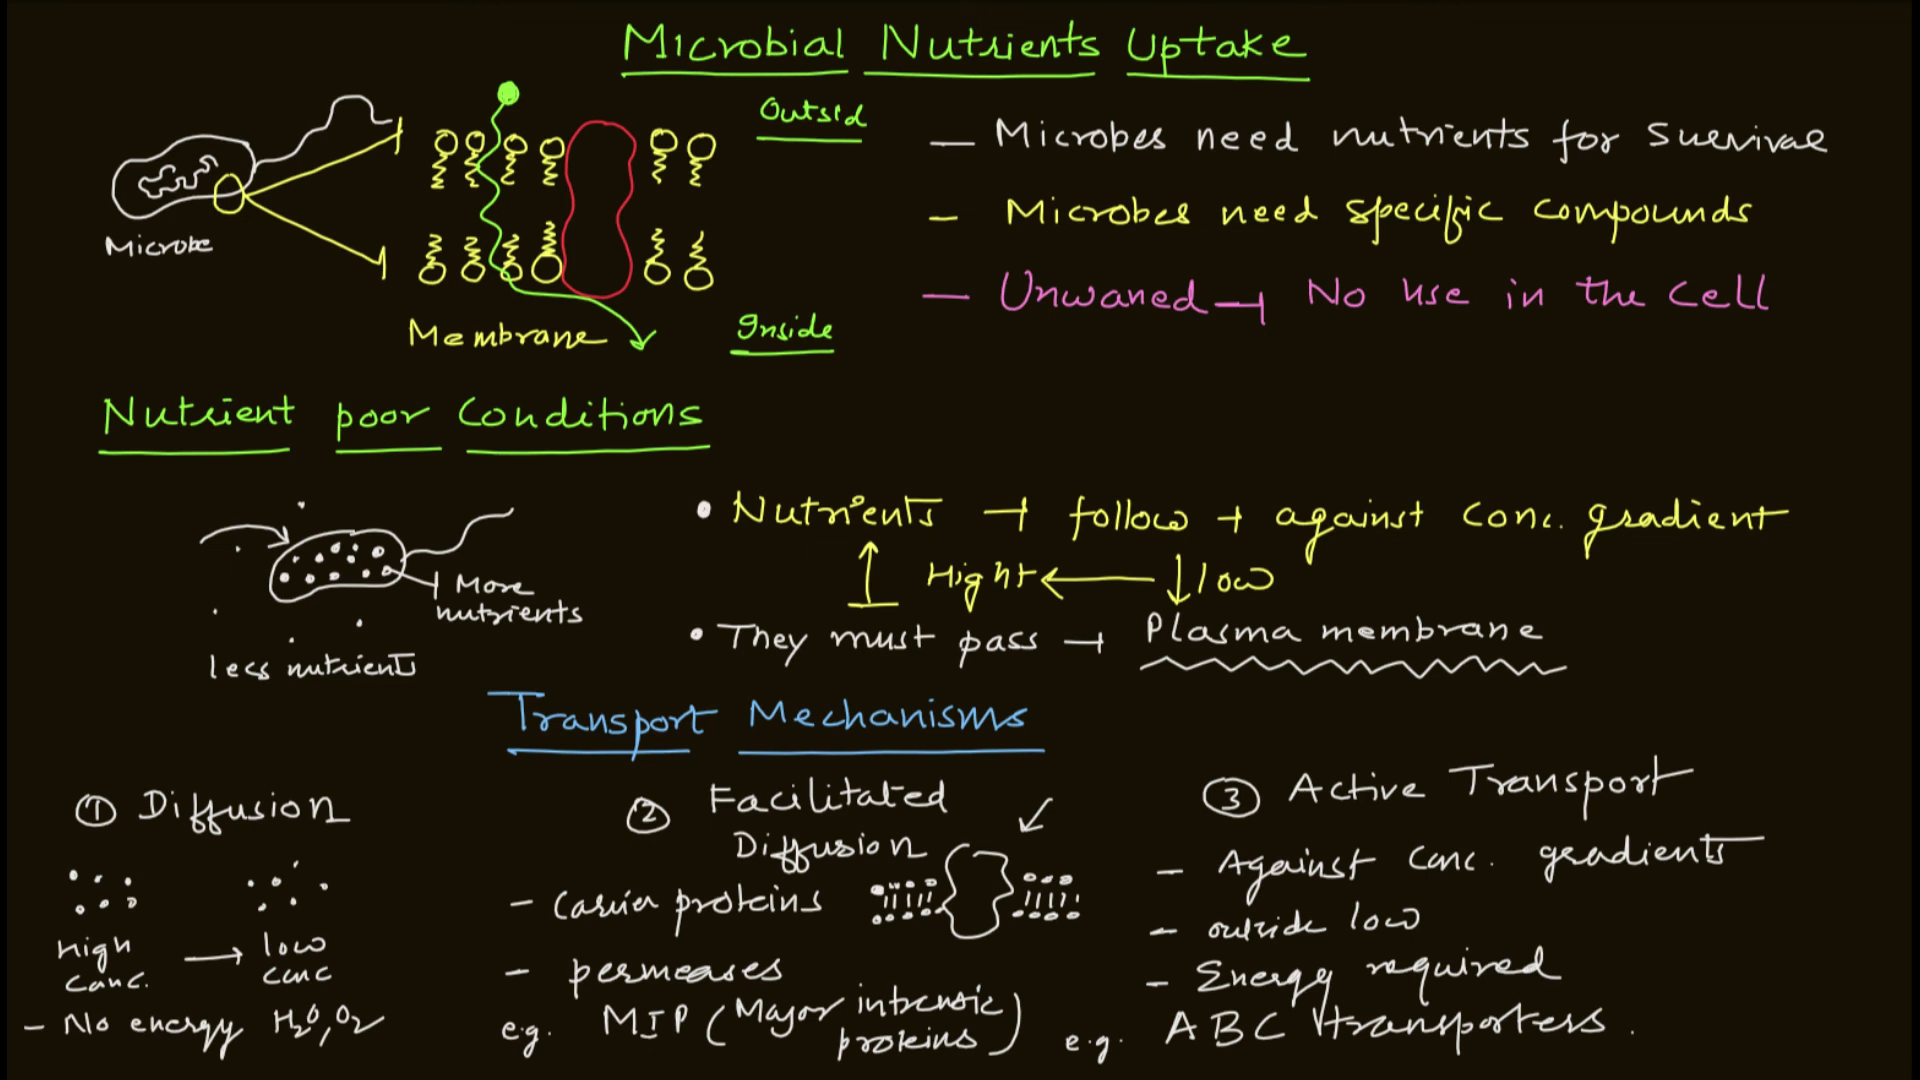 Microbial Nutrients Uptake
Outsid
Microbe
Membrane
Inside
— Microbes need nutrients for survival
- Microbes need specific compounds
— Unwaned → No use in the cell
Nutrient poor conditions
More nutrients
less nutrients
• Nutrients → follow → against conc. gradient
Hight ← low
• They must pass → Plasma membrane
Transport Mechanisms
① Diffusion
High conc. → low conc
- No energy H2O, O2
② Facilitated Diffusion
- carrier proteins
- permeases
e.g. MIP (Major intrensic proteins)
③ Active Transport
- Against conc. gradients
- outside low
- Energy required
e.g. ABC transporters.